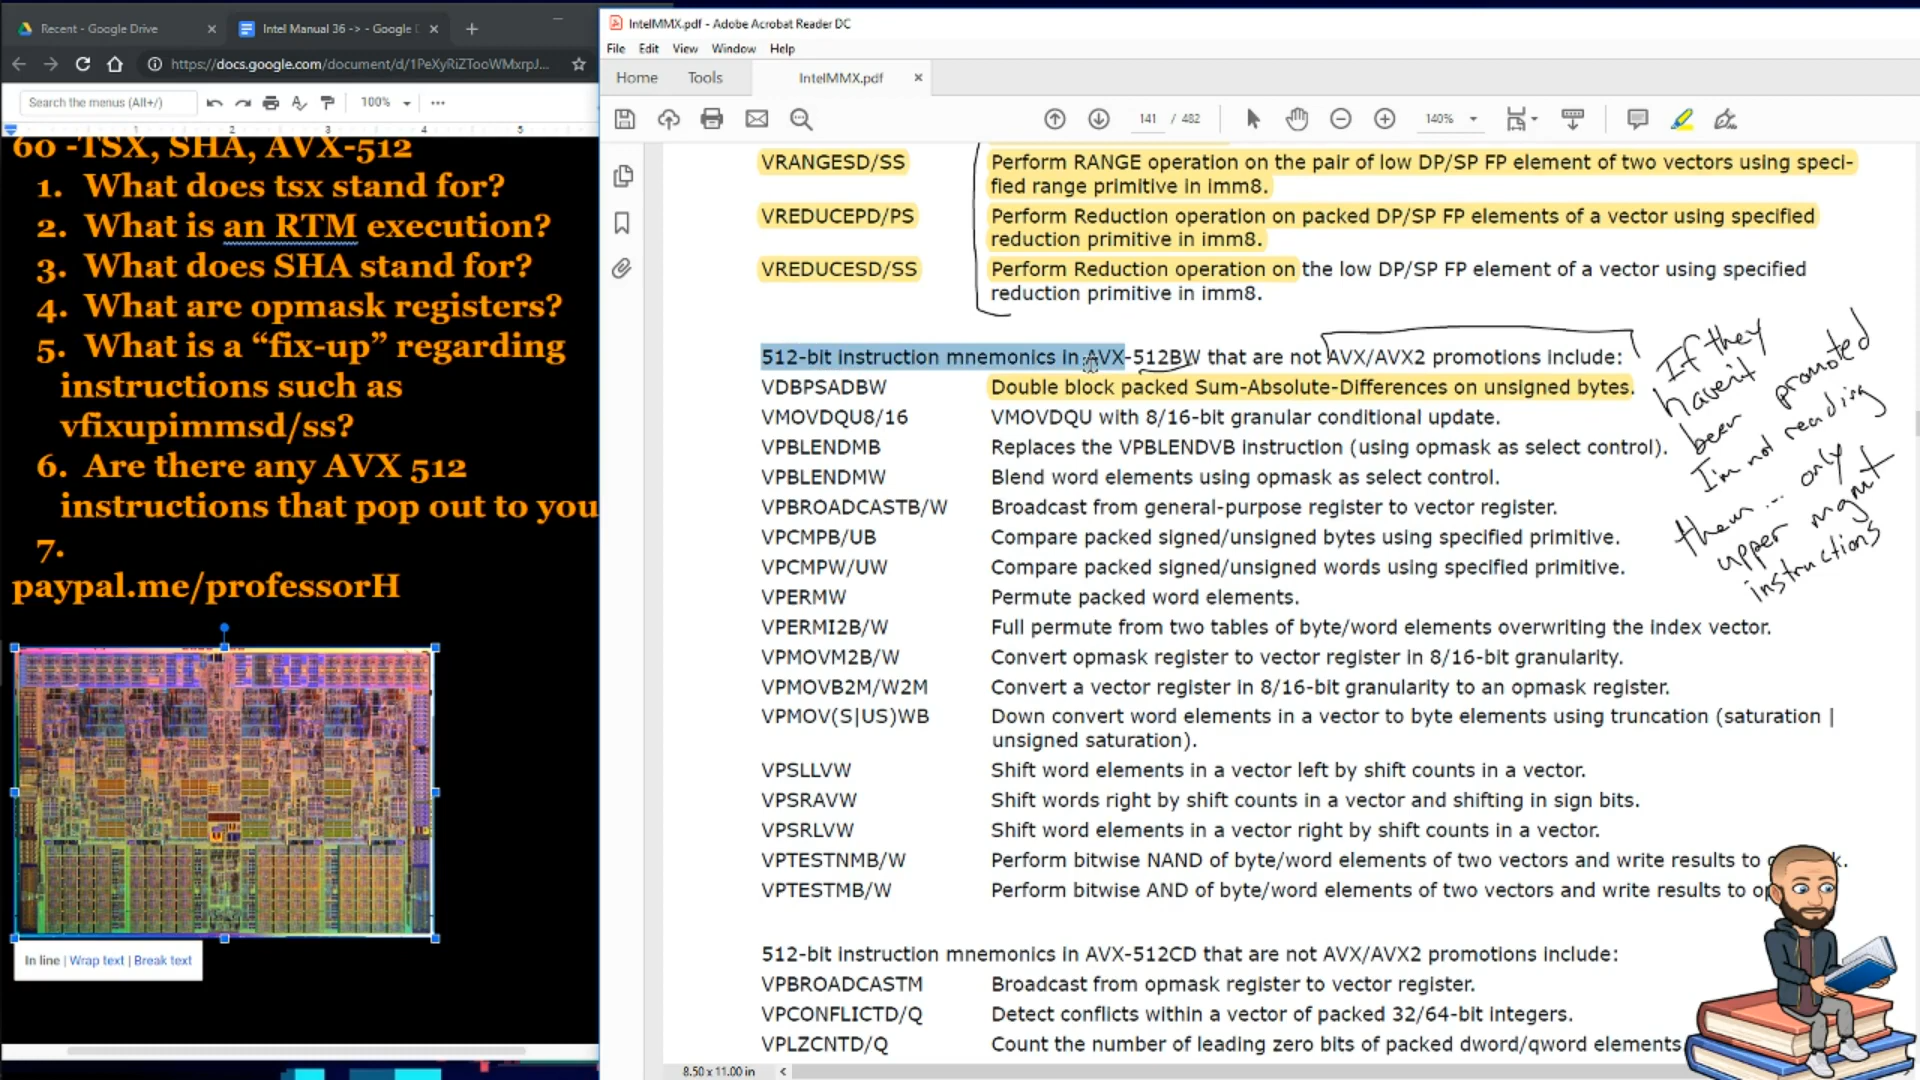 Recent - Google Drive
Intel Manual 36 -> - Google D
https://docs.google.com/document/d/1PeXyRiZTooWMxrpJ...
Search the menus (Alt+/)
100%
1 2 3 4 5
60 -TSX, SHA, AVX-512
1. What does tsx stand for?
2. What is an RTM execution?
3. What does SHA stand for?
4. What are opmask registers?
5. What is a “fix-up” regarding
instructions such as
vfixupimmsd/ss?
6. Are there any AVX 512
instructions that pop out to you
7.
paypal.me/professorH
In line | Wrap text | Break text
IntelMMX.pdf - Adobe Acrobat Reader DC
File Edit View Window Help
Home Tools IntelMMX.pdf
141 / 482
140%
VRANGESD/SS Perform RANGE operation on the pair of low DP/SP FP element of two vectors using speci-
fied range primitive in imm8.
VREDUCEPD/PS Perform Reduction operation on packed DP/SP FP elements of a vector using specified
reduction primitive in imm8.
VREDUCESD/SS Perform Reduction operation on the low DP/SP FP element of a vector using specified
reduction primitive in imm8.
512-bit instruction mnemonics in AVX-512BW that are not AVX/AVX2 promotions include:
VDBPSADBW Double block packed Sum-Absolute-Differences on unsigned bytes.
VMOVDQU8/16 VMOVDQU with 8/16-bit granular conditional update.
VPBLENDMB Replaces the VPBLENDVB instruction (using opmask as select control).
VPBLENDMW Blend word elements using opmask as select control.
VPBROADCASTB/W Broadcast from general-purpose register to vector register.
VPCMPB/UB Compare packed signed/unsigned bytes using specified primitive.
VPCMPW/UW Compare packed signed/unsigned words using specified primitive.
VPERMW Permute packed word elements.
VPERMI2B/W Full permute from two tables of byte/word elements overwriting the index vector.
VPMOVM2B/W Convert opmask register to vector register in 8/16-bit granularity.
VPMOVB2M/W2M Convert a vector register in 8/16-bit granularity to an opmask register.
VPMOV(S|US)WB Down convert word elements in a vector to byte elements using truncation (saturation |
unsigned saturation).
VPSLLVW Shift word elements in a vector left by shift counts in a vector.
VPSRAVW Shift words right by shift counts in a vector and shifting in sign bits.
VPSRLVW Shift word elements in a vector right by shift counts in a vector.
VPTESTNMB/W Perform bitwise NAND of byte/word elements of two vectors and write results to
VPTESTMB/W Perform bitwise AND of byte/word elements of two vectors and write results to
512-bit instruction mnemonics in AVX-512CD that are not AVX/AVX2 promotions include:
VPBROADCASTM Broadcast from opmask register to vector register.
VPCONFLICTD/Q Detect conflicts within a vector of packed 32/64-bit integers.
VPLZCNTD/Q Count the number of leading zero bits of packed dword/qword elements
If they
haven't
been promoted
I'm not reading
them... only
upper mgmt
instructions
8.50 x 11.00 in